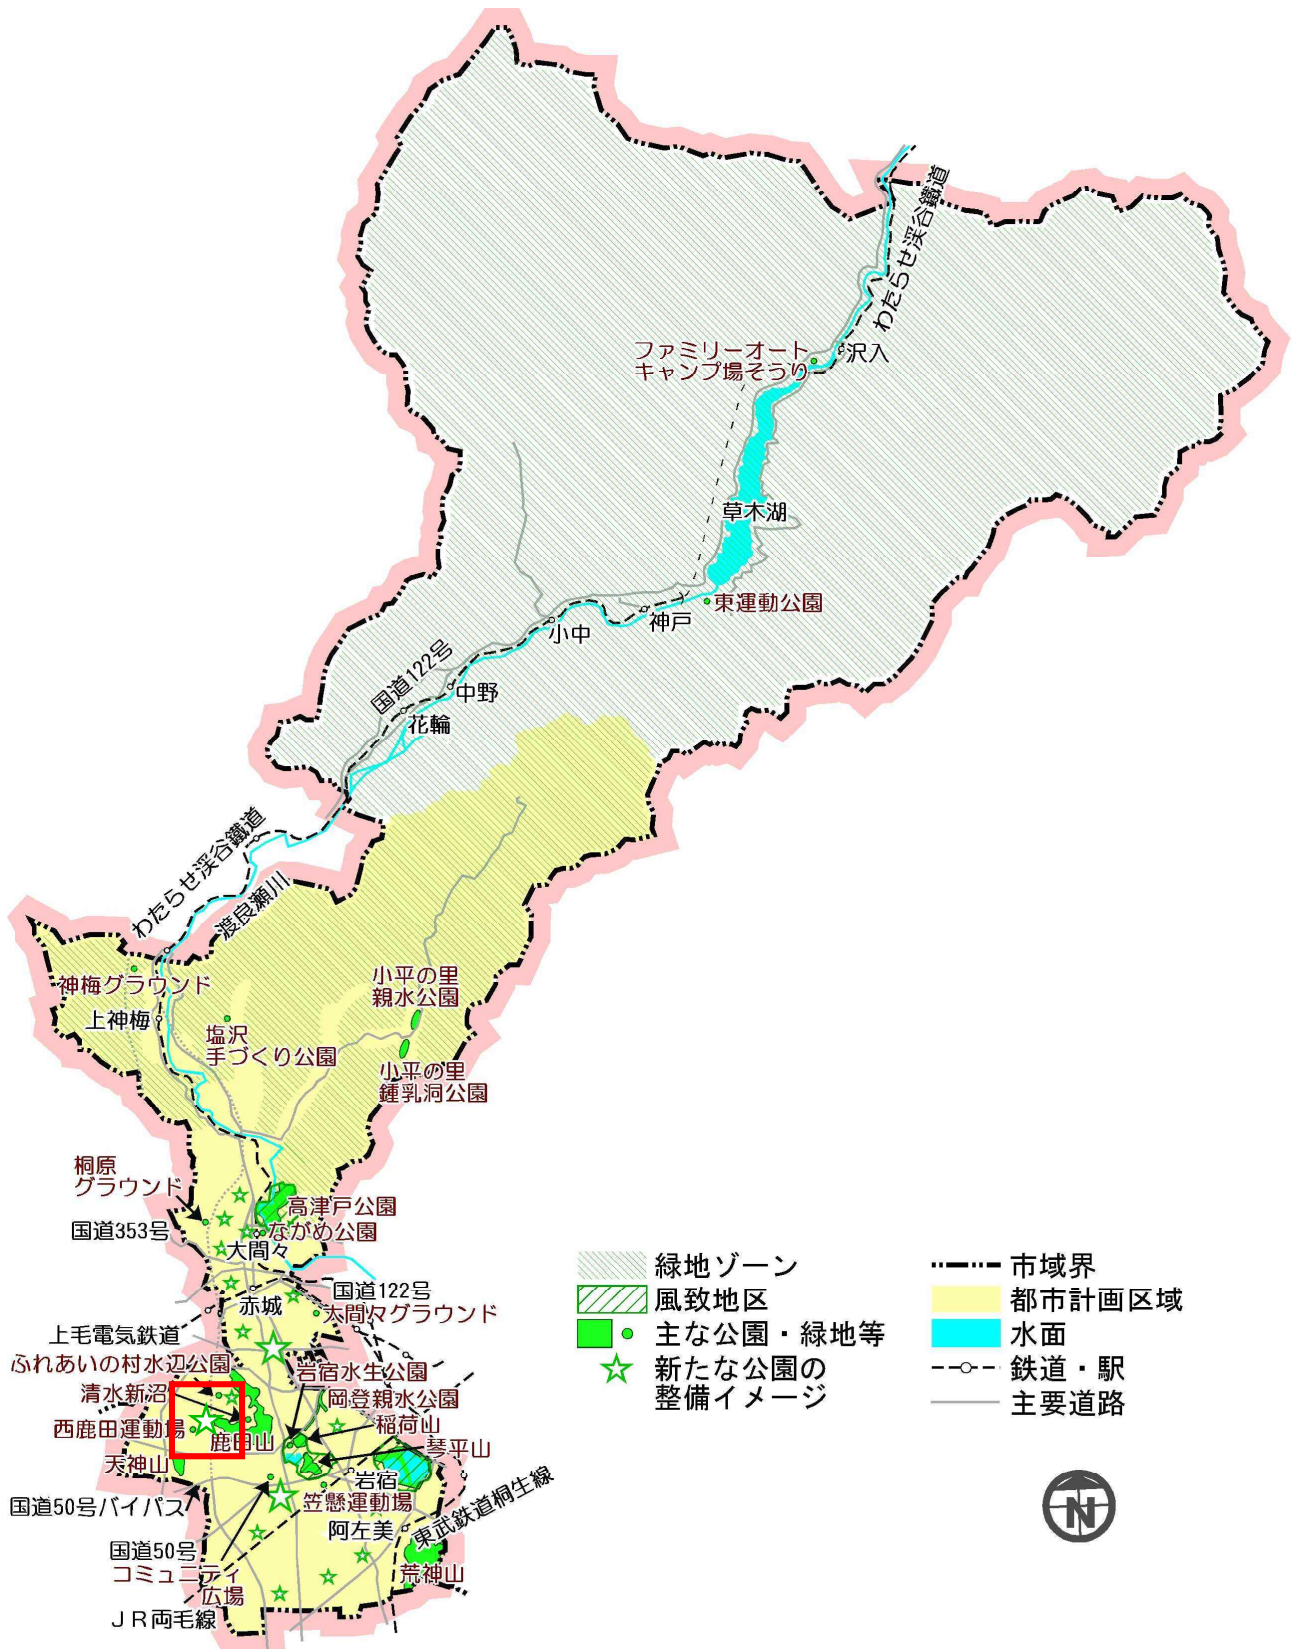 わたらせ渓谷鐵道
ファミリーオート
キャンプ場そうり
沢入
草木湖
東運動公園
神戸
小中
国道122号
中野
花輪
わたらせ渓谷鐵道
渡良瀬川
神梅グラウンド
上神梅
塩沢
手づくり公園
小平の里
親水公園
小平の里
鍾乳洞公園
桐原
グラウンド
国道353号
高津戸公園
ながめ公園
大間々
国道122号
赤城
大間々グラウンド
上毛電気鉄道
ふれあいの村水辺公園
岩宿水生公園
清水新沼
岡登親水公園
西鹿田運動場
鹿田山
稲荷山
天神山
琴平山
岩宿
国道50号バイパス
笠懸運動場
阿左美
東武鉄道桐生線
国道50号
コミュニティ
広場
荒神山
JR両毛線
緑地ゾーン
風致地区
主な公園・緑地等
新たな公園の
整備イメージ
市域界
都市計画区域
水面
鉄道・駅
主要道路
N